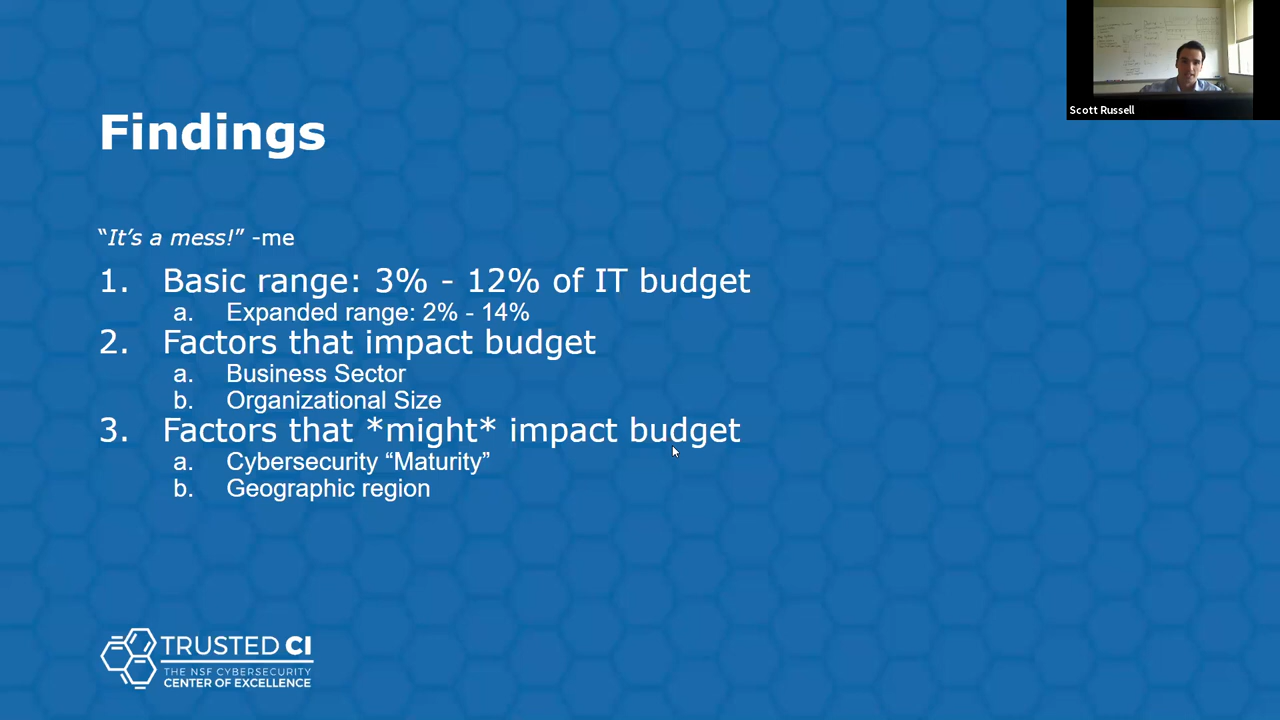 Scott Russell
Findings
“It’s a mess!” -me
1. Basic range: 3% - 12% of IT budget
a. Expanded range: 2% - 14%
2. Factors that impact budget
a. Business Sector
b. Organizational Size
3. Factors that *might* impact budget
a. Cybersecurity “Maturity”
b. Geographic region
TRUSTED CI
THE NSF CYBERSECURITY
CENTER OF EXCELLENCE